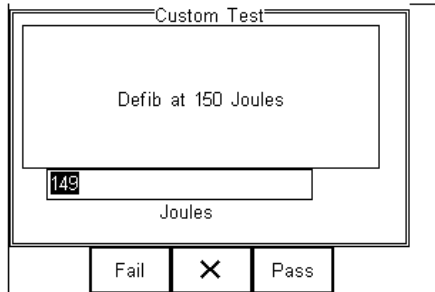 Custom Test
Defib at 150 Joules
149
Joules
Fail X Pass